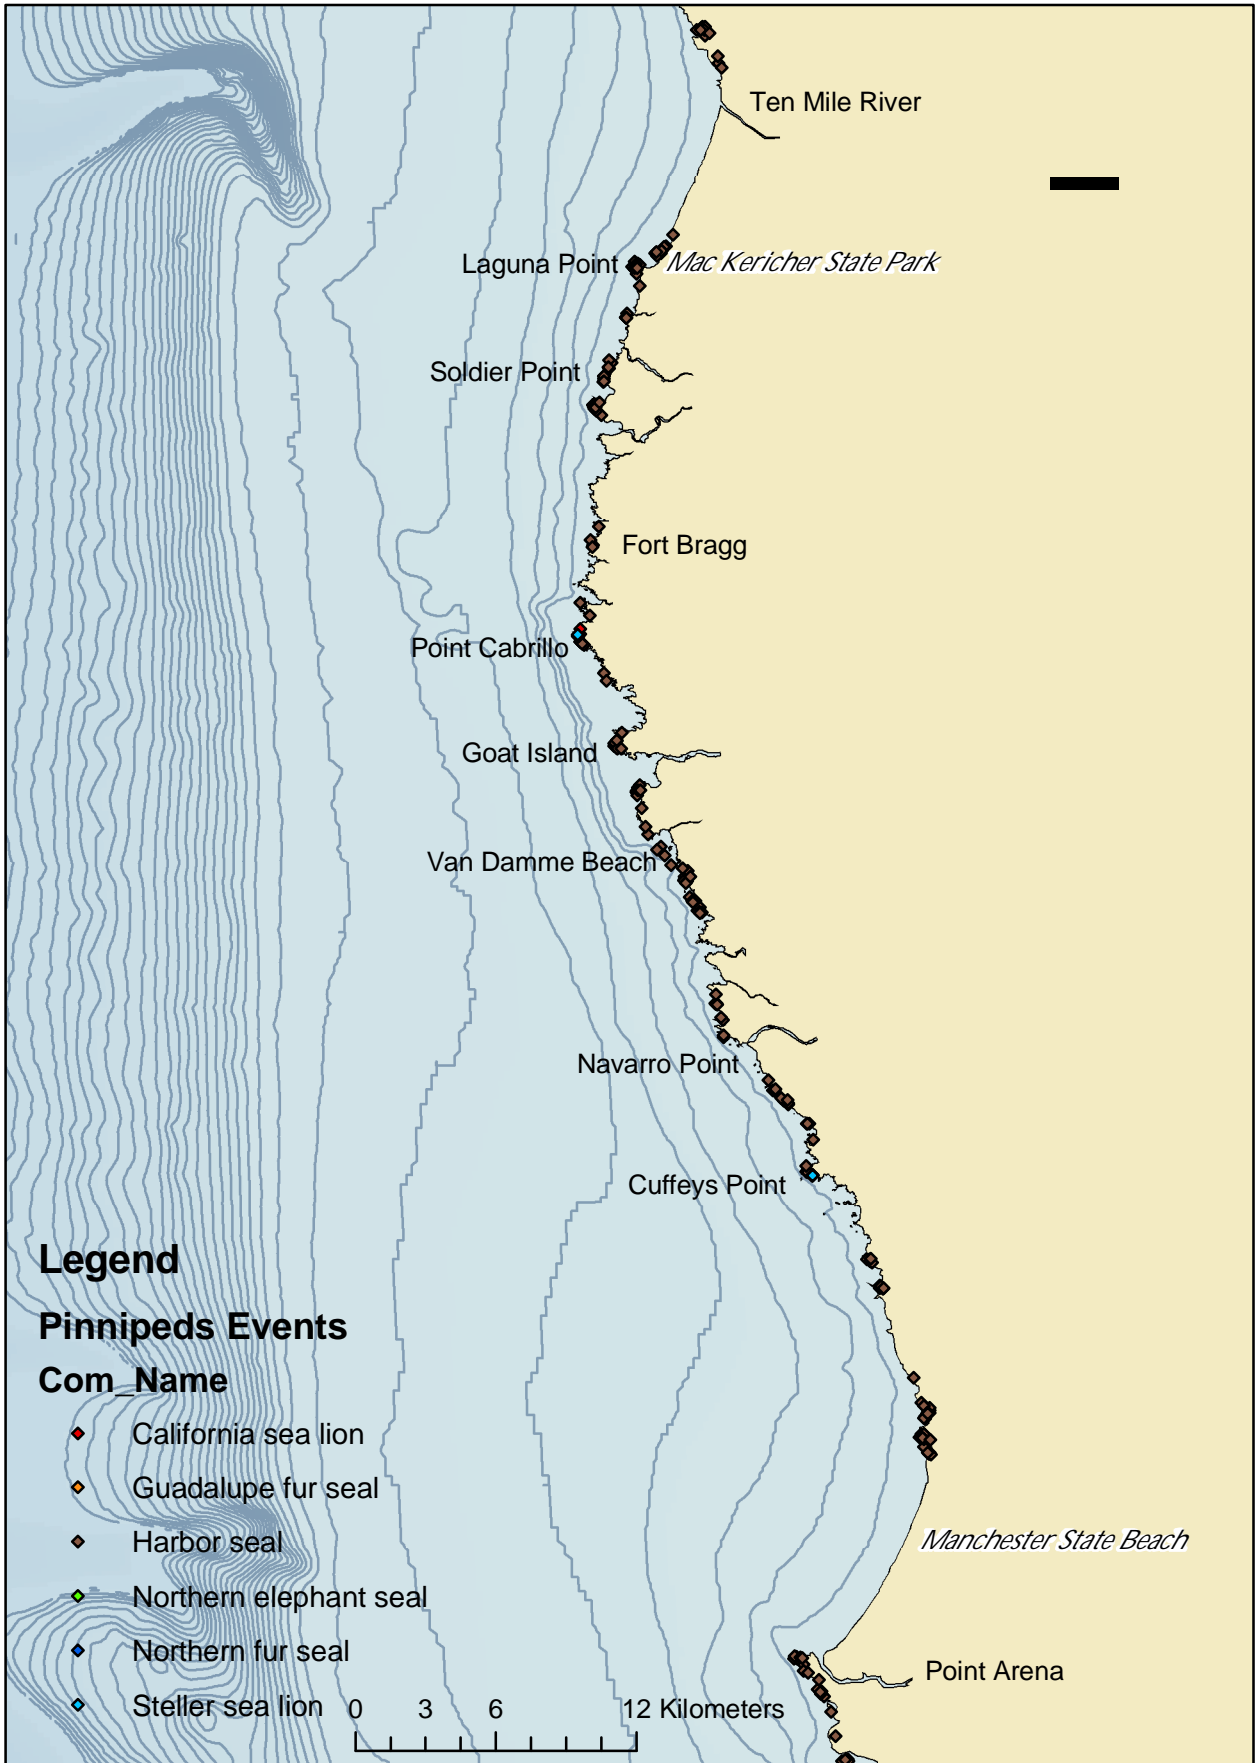 Ten Mile River
Laguna Point
Mac Kericher State Park
Soldier Point
Fort Bragg
Point Cabrillo
Goat Island
Van Damme Beach
Navarro Point
Cuffeys Point
Legend
Pinnipeds Events
Com_Name
California sea lion
Guadalupe fur seal
Harbor seal
Manchester State Beach
Northern elephant seal
Northern fur seal
Point Arena
Steller sea lion
0 3 6 12 Kilometers